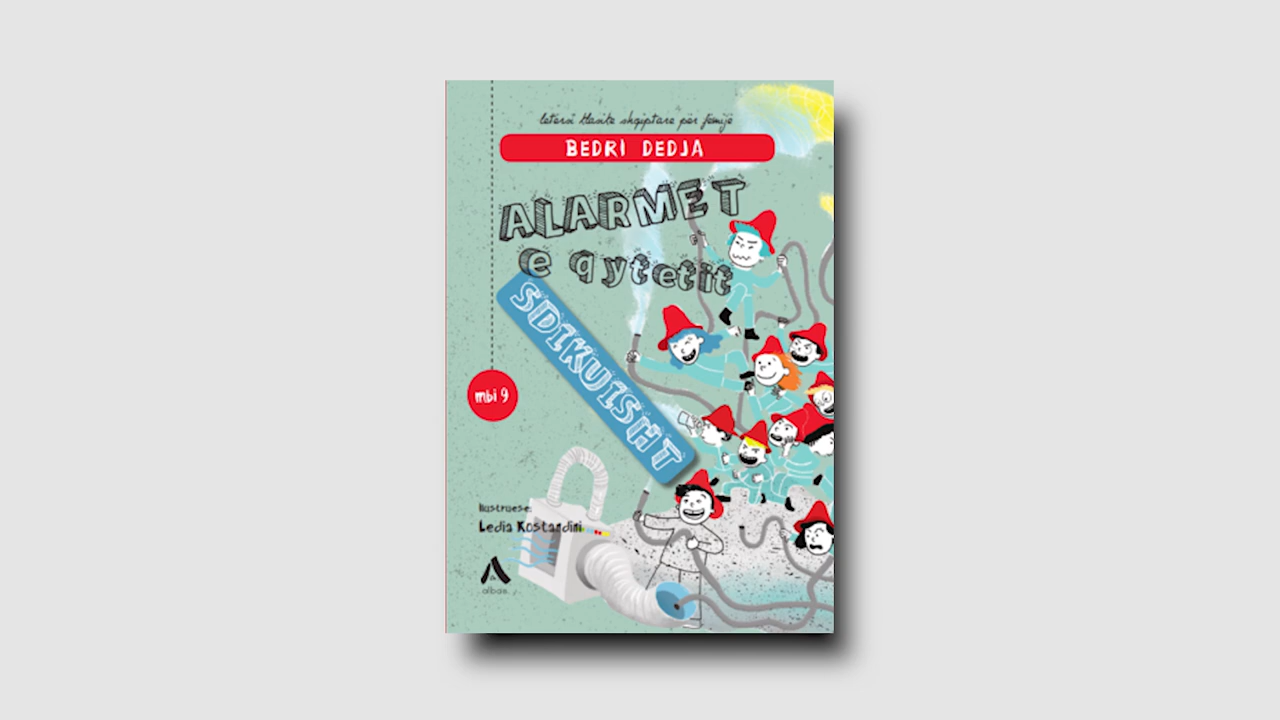 letërsi klasike shqiptare për fëmijë
BEDRI DEDJA
ALARMET
e qytetit
SDIKUISHT
mbi 9
Ilustruese:
Ledia Kostandini
albas